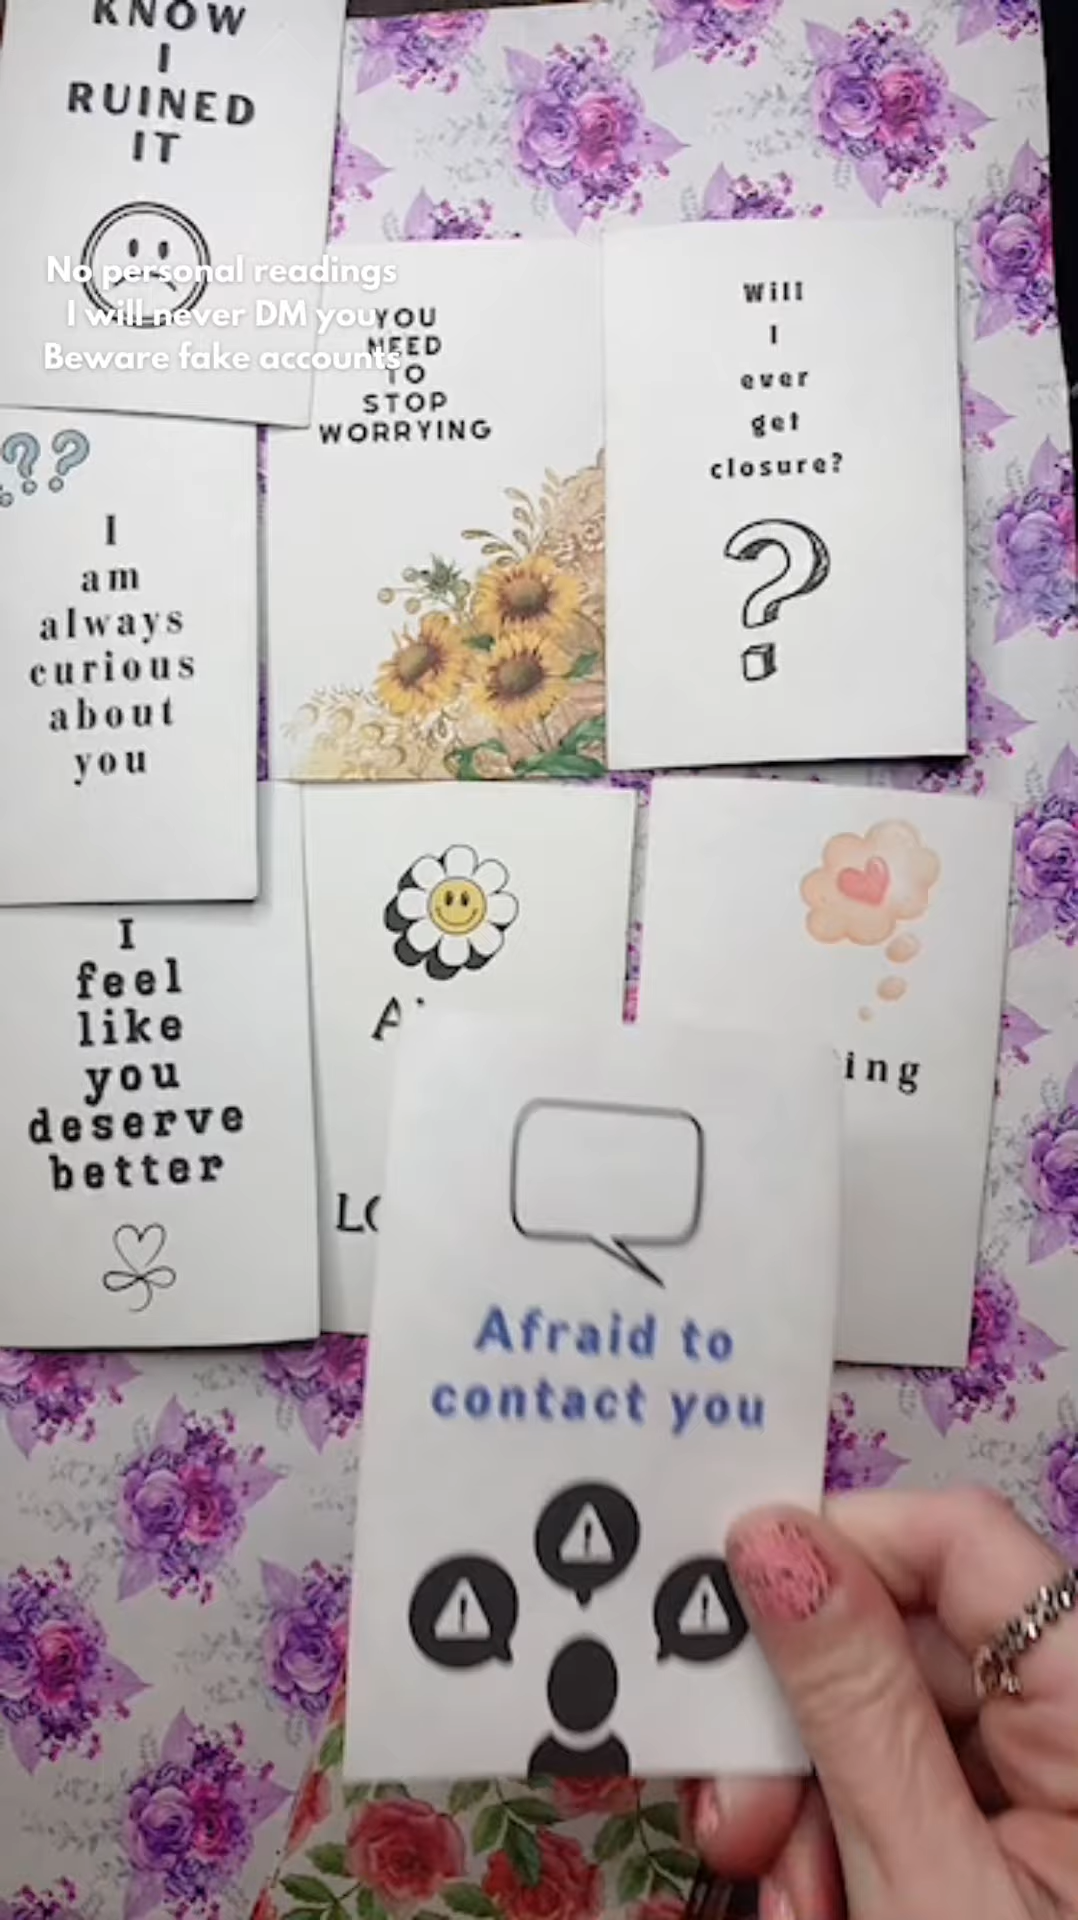 KNOW
I
RUINED
IT
No personal readings
I will never DM you
Beware fake accounts
YOU
NEED
TO
STOP
WORRYING
Will
I
ever
get
closure?
??
I
am
always
curious
about
you
I
feel
like
you
deserve
better
Afraid to
contact you